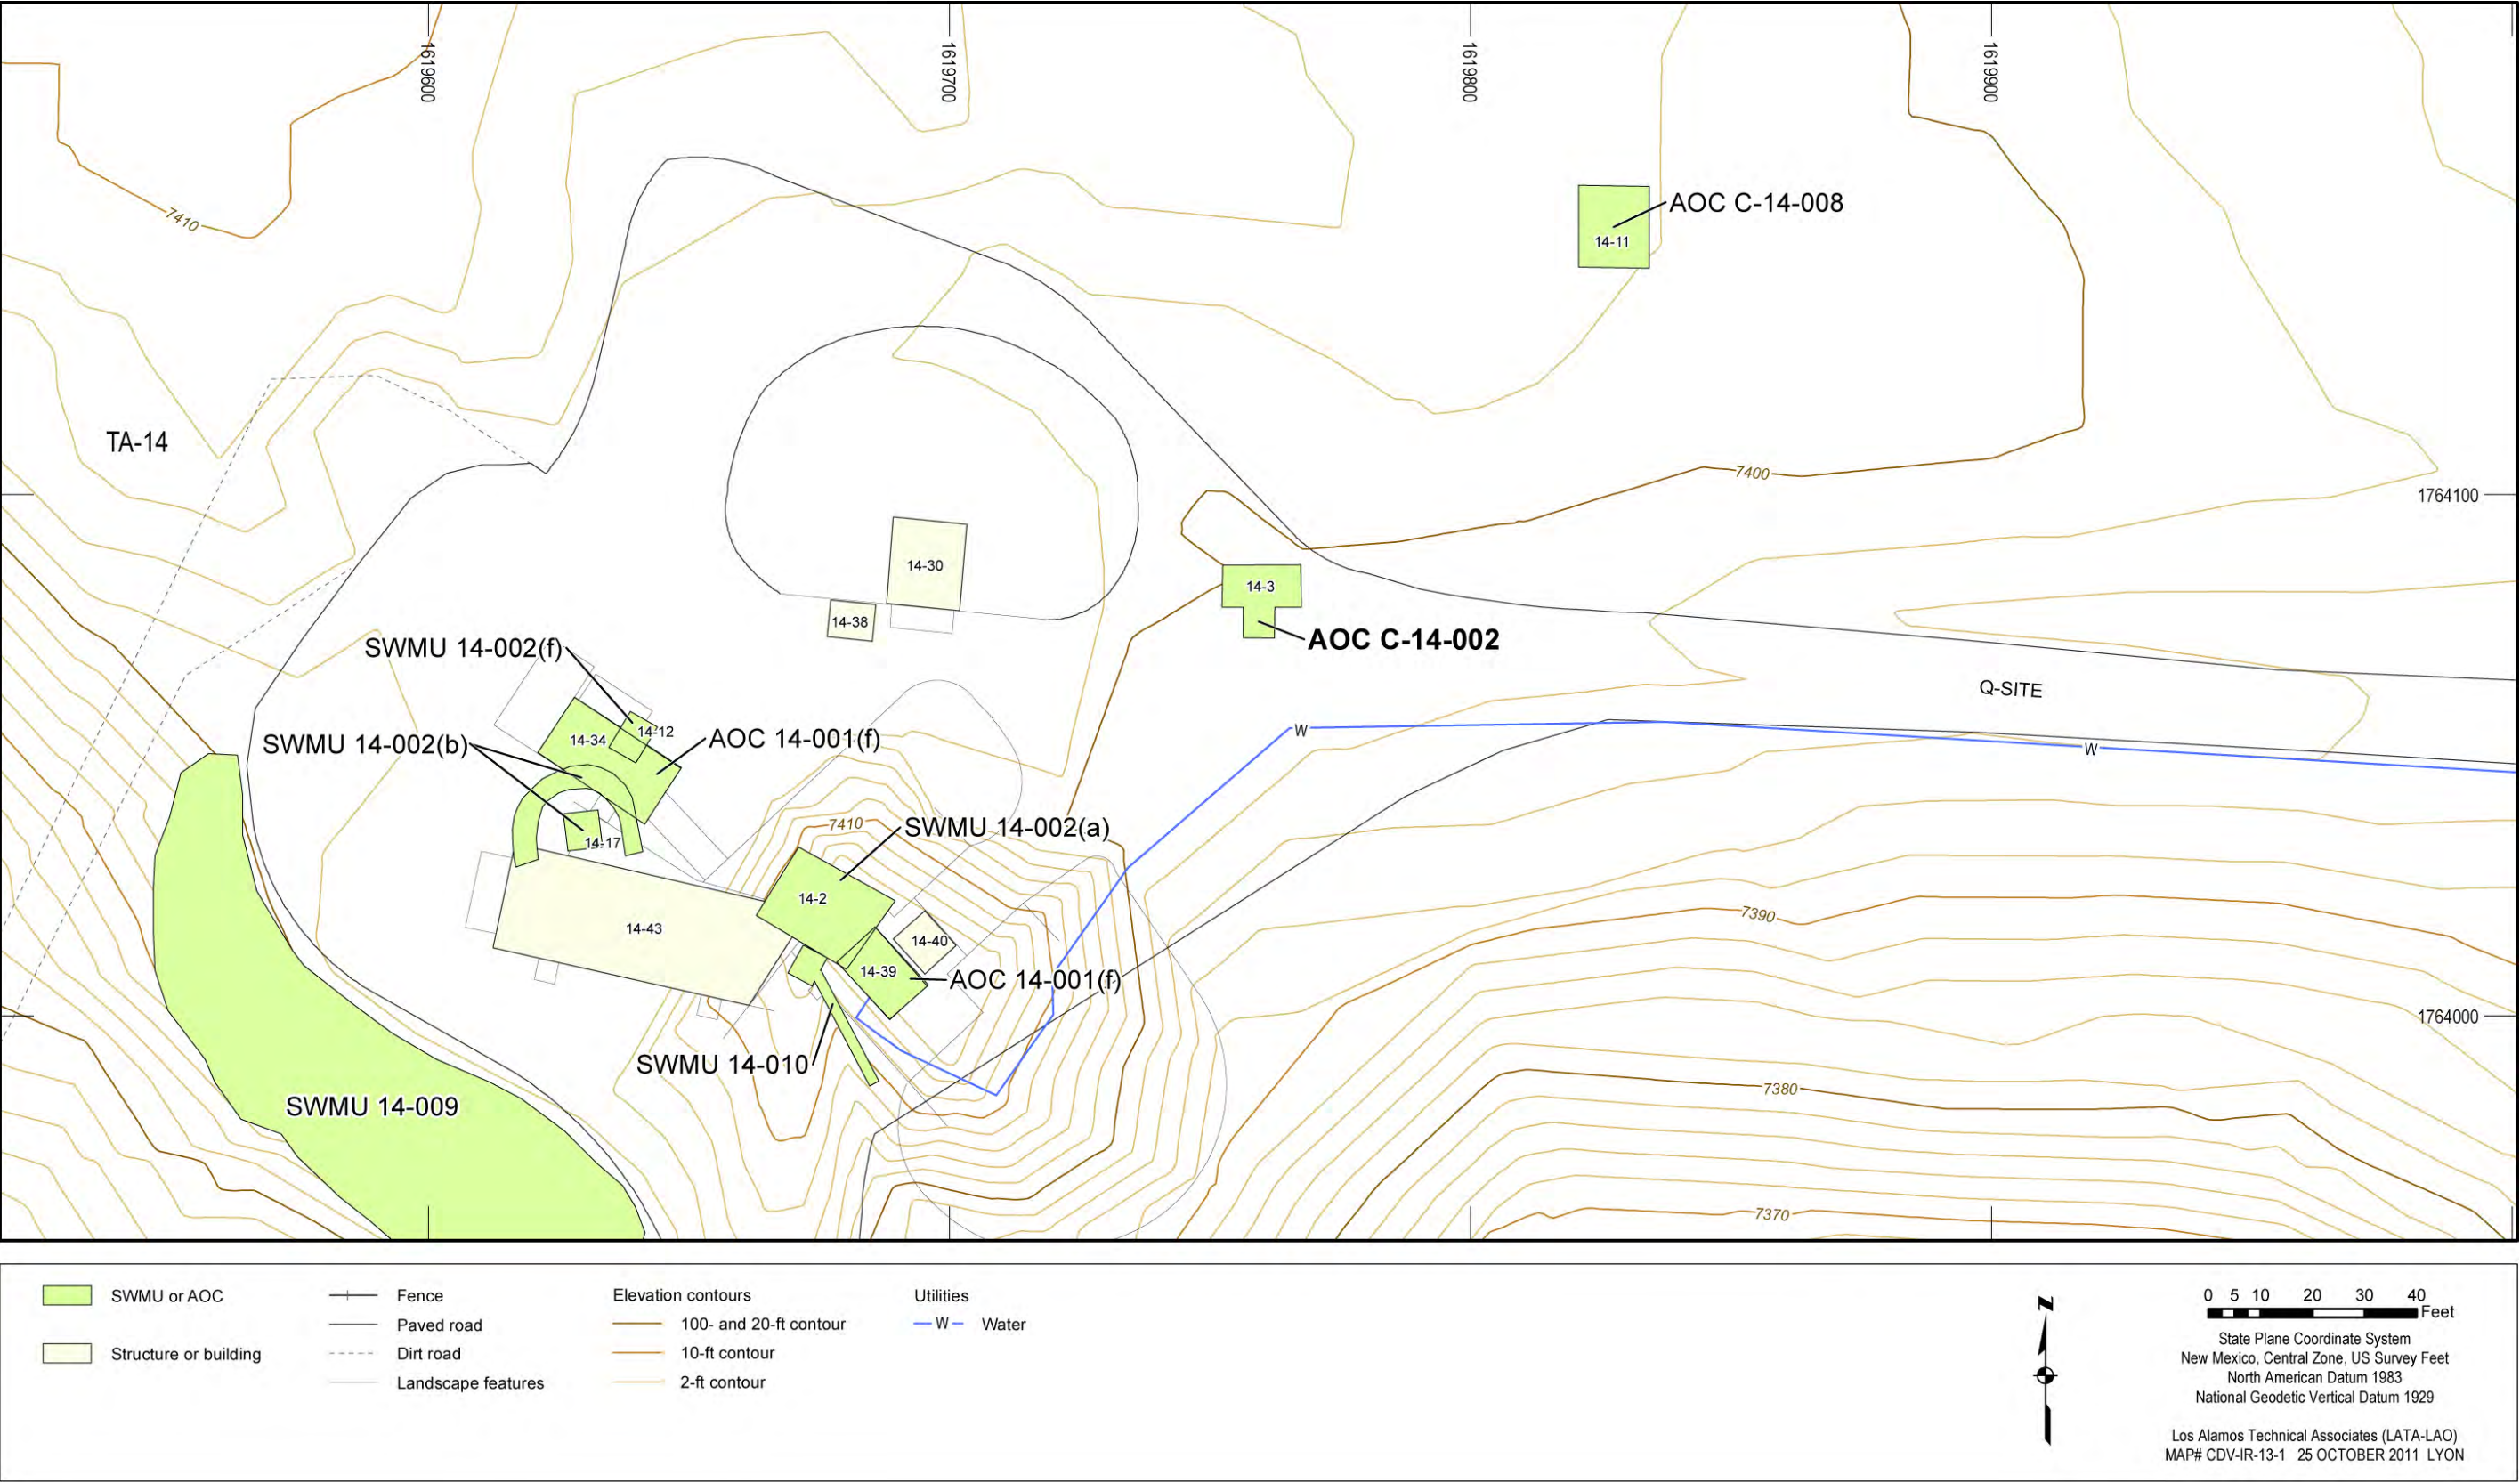 1619600
1619700
1619800
1619900
7410
AOC C-14-008
14-11
TA-14
7400
1764100
14-30
14-3
14-38
AOC C-14-002
SWMU 14-002(f)
Q-SITE
14-12
14-34
AOC 14-001(f)
SWMU 14-002(b)
W
W
7410
SWMU 14-002(a)
14-17
14-2
7390
14-43
14-40
14-39
AOC 14-001(f)
1764000
SWMU 14-010
7380
SWMU 14-009
7370
SWMU or AOC
Structure or building
Fence
Paved road
Dirt road
Landscape features
Elevation contours
100- and 20-ft contour
10-ft contour
2-ft contour
Utilities
W Water
N
0 5 10 20 30 40
Feet
State Plane Coordinate System
New Mexico, Central Zone, US Survey Feet
North American Datum 1983
National Geodetic Vertical Datum 1929
Los Alamos Technical Associates (LATA-LAO)
MAP# CDV-IR-13-1 25 OCTOBER 2011 LYON